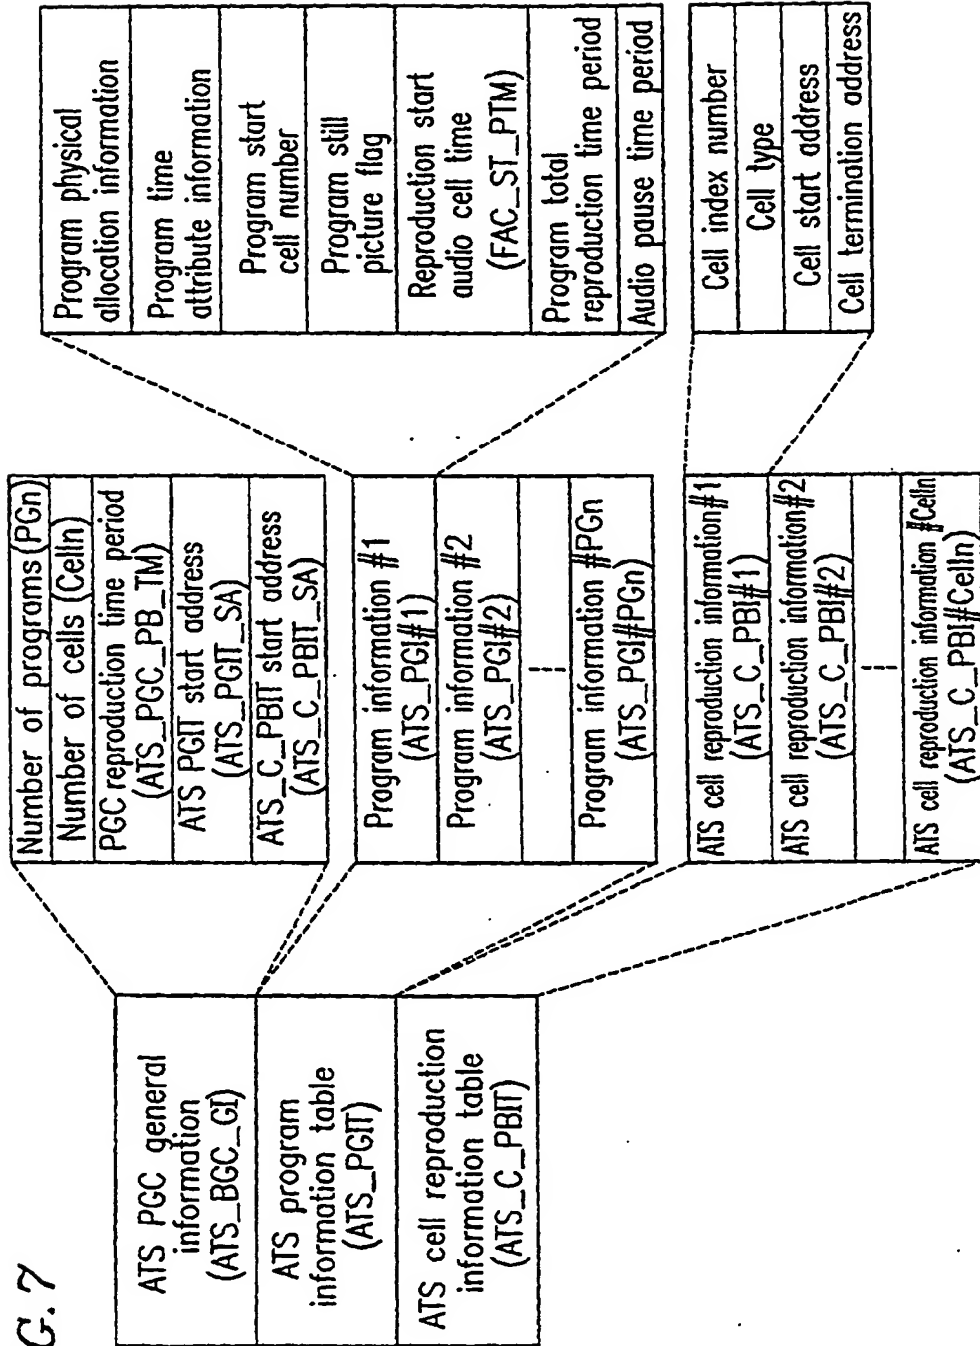 G.7
ATS PGC general
information
(ATS_BGC_GI)
ATS program
information table
(ATS_PGIT)
ATS cell reproduction
information table
(ATS_C_PBIT)
Number of programs(PGn)
Number of cells(Celln)
PGC reproduction time period
(ATS_PGC_PB_TM)
ATS PGIT start address
(ATS_PGIT_SA)
ATS_C_PBIT start address
(ATS_C_PBIT_SA)
Program information #1
(ATS_PGI#1)
Program information #2
(ATS_PGI#2)
Program information #PGn
(ATS_PGI#PGn)
ATS cell reproduction information#1
(ATS_C_PBI#1)
ATS cell reproduction information#2
(ATS_C_PBI#2)
ATS cell reproduction information #Celln
(ATS_C_PBI#Celln)
Program physical
allocation information
Program time
attribute information
Program start
cell number
Program still
picture flag
Reproduction start
audio cell time
(FAC_ST_PTM)
Program total
reproduction time period
Audio pause time period
Cell index number
Cell type
Cell start address
Cell termination address